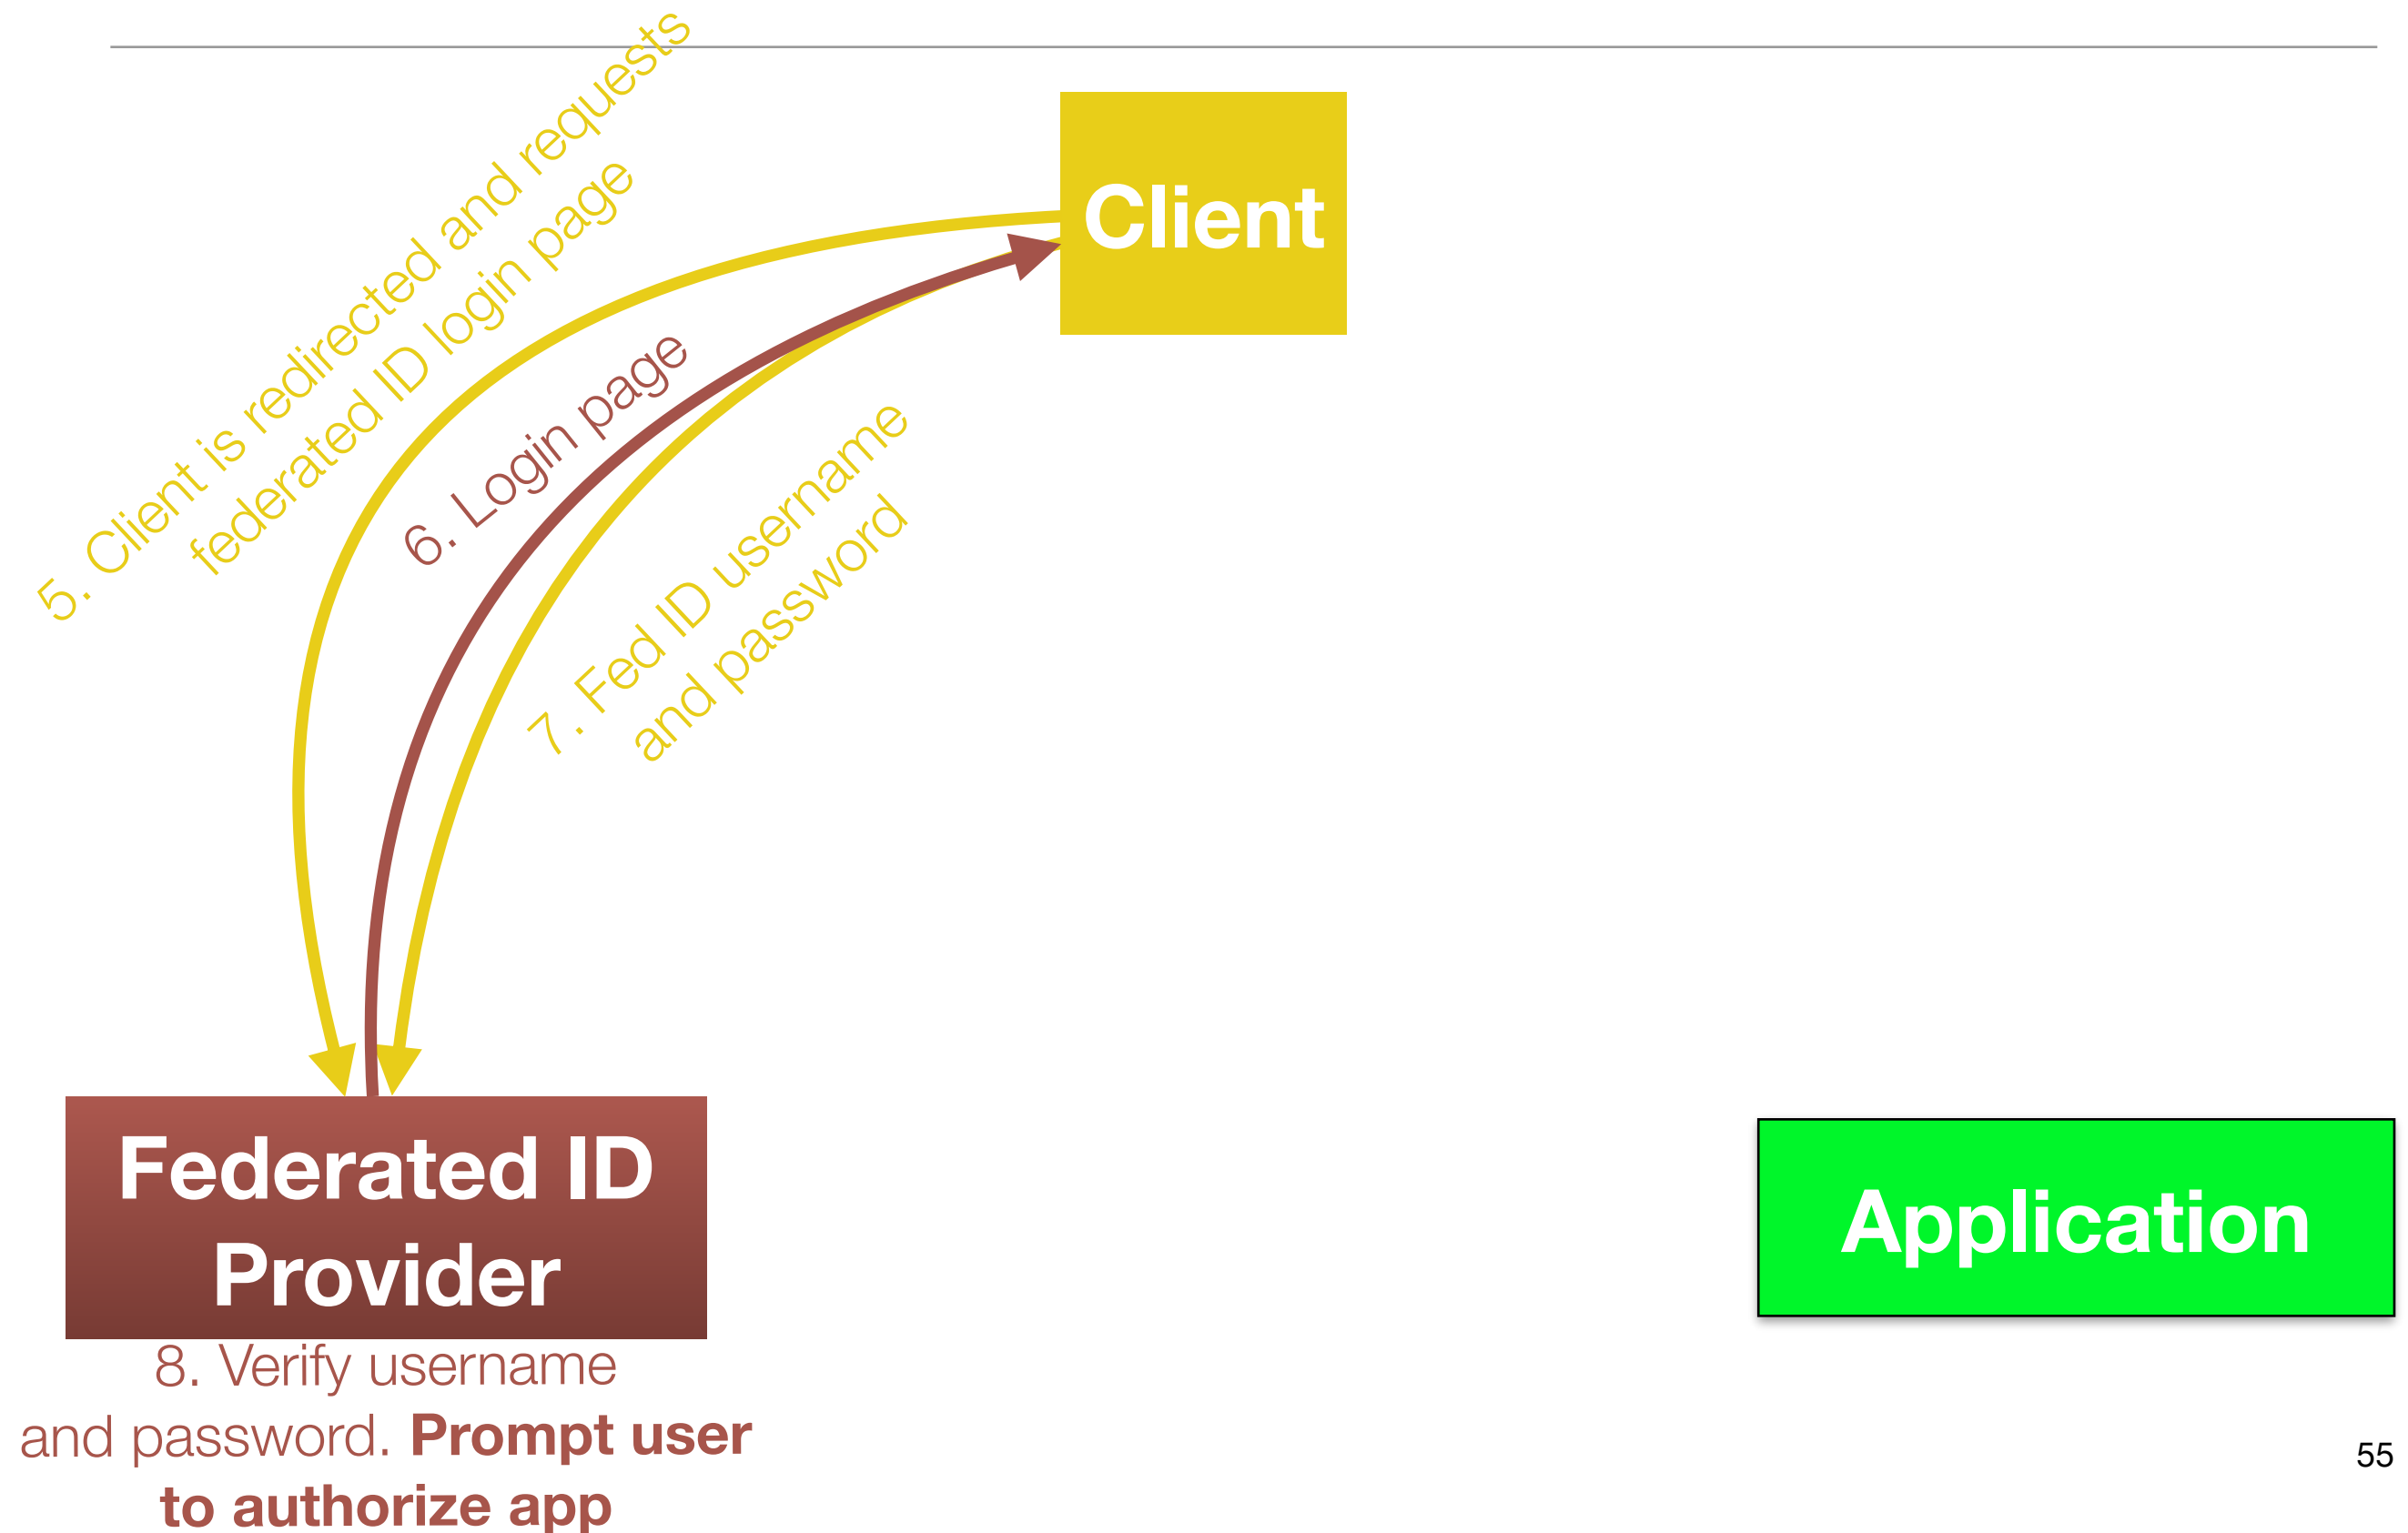 5. Client is redirected and requests
federated ID login page
Client
6. Login page
7. Fed ID username
and password
Federated ID
Provider
Application
8. Verify username
and password. Prompt user
to authorize app
55